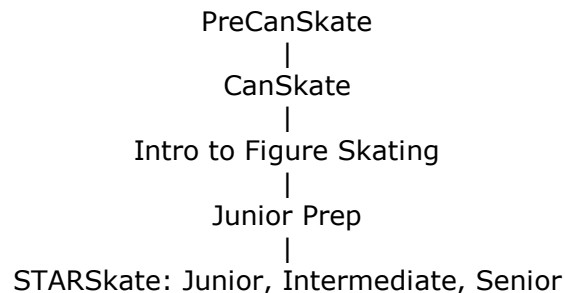 PreCanSkate
|
CanSkate
|
Intro to Figure Skating
|
Junior Prep
|
STARSkate: Junior, Intermediate, Senior